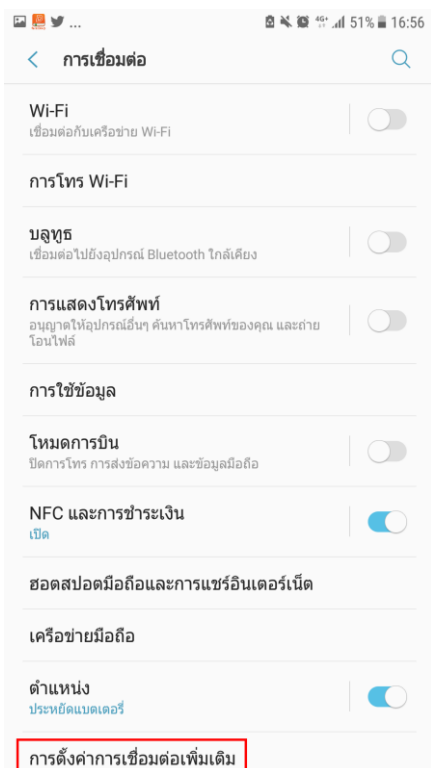 ... 4G+ 51% 16:56
การเชื่อมต่อ
Wi-Fi
เชื่อมต่อกับเครือข่าย Wi-Fi
การโทร Wi-Fi
บลูทูธ
เชื่อมต่อไปยังอุปกรณ์ Bluetooth ใกล้เคียง
การแสดงโทรศัพท์
อนุญาตให้อุปกรณ์อื่นๆ ค้นหาโทรศัพท์ของคุณ และถ่าย
โอนไฟล์
การใช้ข้อมูล
โหมดการบิน
ปิดการโทร การส่งข้อความ และข้อมูลมือถือ
NFC และการชำระเงิน
เปิด
ฮอตสปอตมือถือและการแชร์อินเตอร์เน็ต
เครือข่ายมือถือ
ตำแหน่ง
ประหยัดแบตเตอรี่
การตั้งค่าการเชื่อมต่อเพิ่มเติม